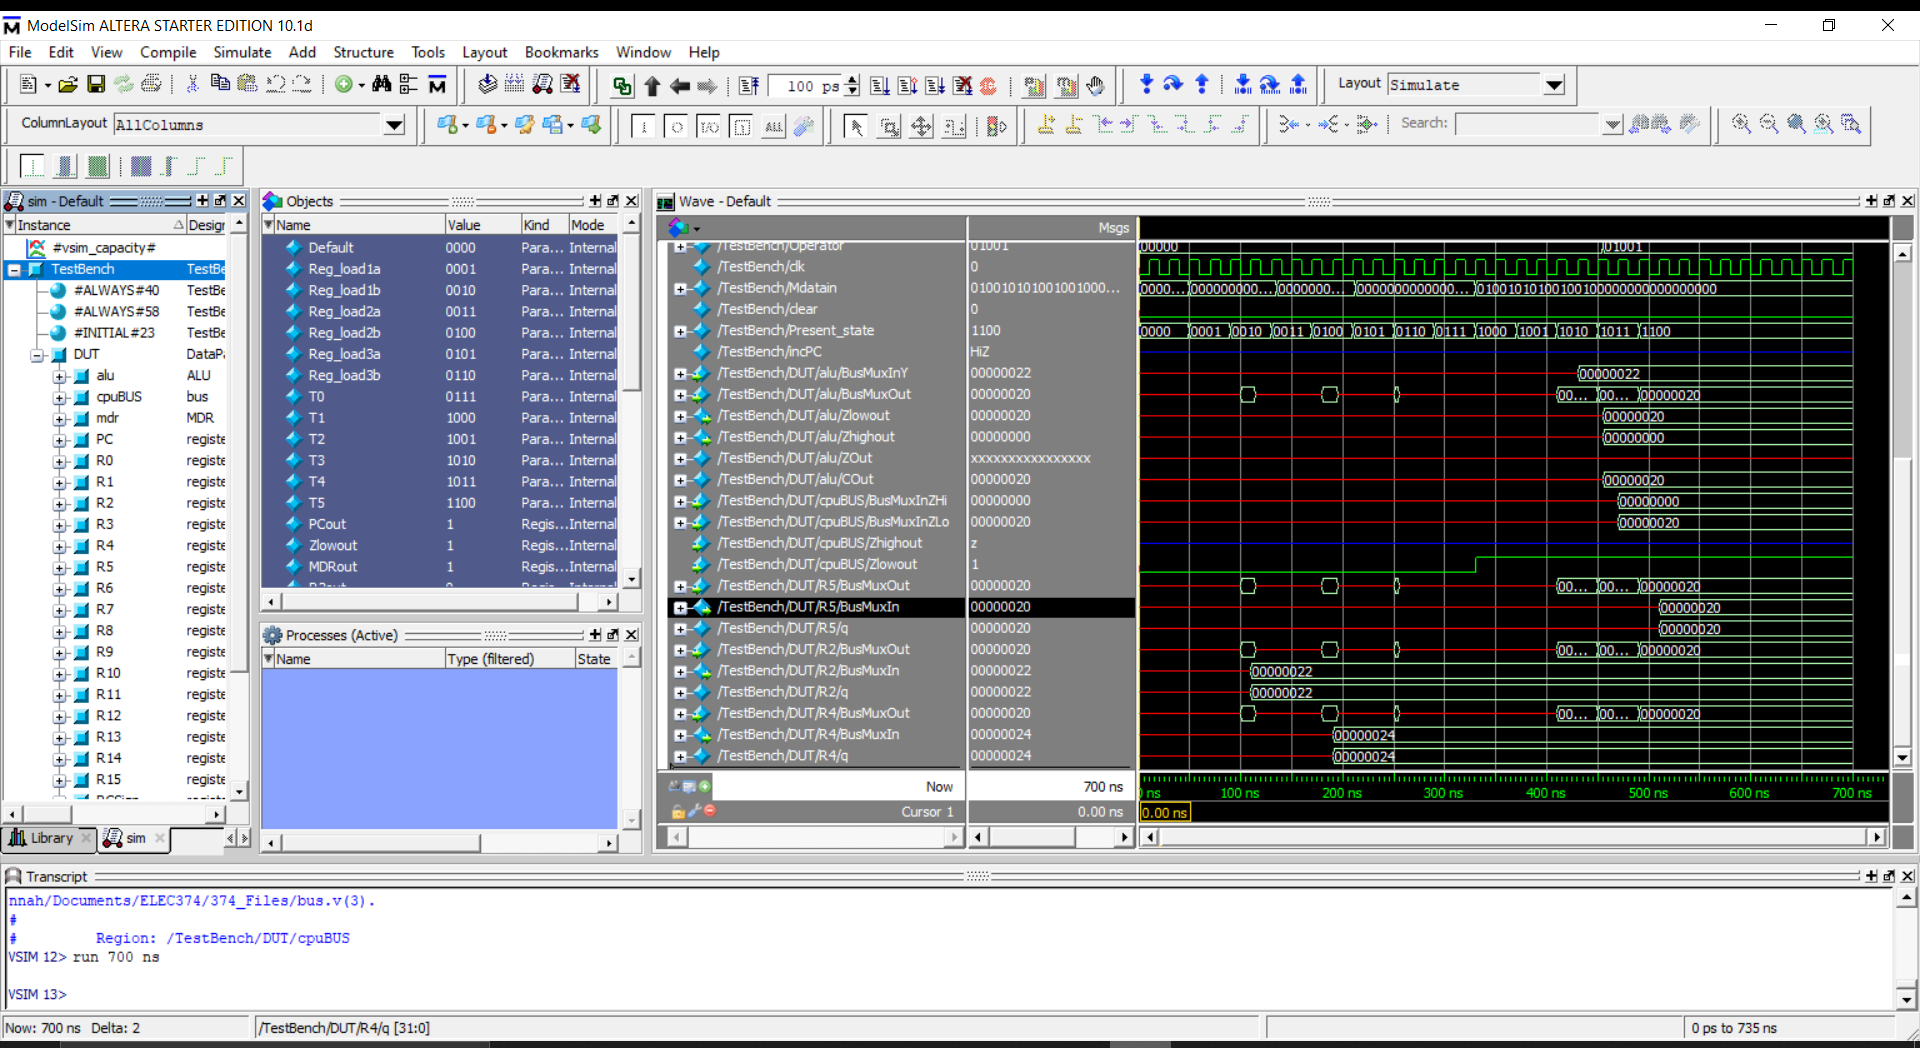 ModelSim ALTERA STARTER EDITION 10.1d
File Edit View Compile Simulate Add Structure Tools Layout Bookmarks Window Help
100 ps
Layout Simulate
ColumnLayout AllColumns
Search:
sim - Default
Instance Design
#vsim_capacity#
TestBench TestBe
#ALWAYS#40 TestBe
#ALWAYS#58 TestBe
#INITIAL#23 TestBe
DUT DataPa
alu ALU
cpuBUS bus
mdr MDR
PC registe
R0 registe
R1 registe
R2 registe
R3 registe
R4 registe
R5 registe
R6 registe
R7 registe
R8 registe
R9 registe
R10 registe
R11 registe
R12 registe
R13 registe
R14 registe
R15 registe
Library sim
Objects
Name Value Kind Mode
Default 0000 Para... Internal
Reg_load1a 0001 Para... Internal
Reg_load1b 0010 Para... Internal
Reg_load2a 0011 Para... Internal
Reg_load2b 0100 Para... Internal
Reg_load3a 0101 Para... Internal
Reg_load3b 0110 Para... Internal
T0 0111 Para... Internal
T1 1000 Para... Internal
T2 1001 Para... Internal
T3 1010 Para... Internal
T4 1011 Para... Internal
T5 1100 Para... Internal
PCout 1 Regis... Internal
Zlowout 1 Regis... Internal
MDRout 1 Regis... Internal
Processes (Active)
Name Type (filtered) State
Wave - Default
Msgs
/TestBench/Operator 01001 00000 01001
/TestBench/clk 0
/TestBench/Mdatain 010010101001001000... 0000... 000000000... 0000000... 00000000000000... 01001010100100100000000000000000
/TestBench/clear 0
/TestBench/Present_state 1100 0000 0001 0010 0011 0100 0101 0110 0111 1000 1001 1010 1011 1100
/TestBench/incPC HiZ
/TestBench/DUT/alu/BusMuxInY 00000022 00000022
/TestBench/DUT/alu/BusMuxOut 00000020 00... 00... 00000020
/TestBench/DUT/alu/Zlowout 00000020 00000020
/TestBench/DUT/alu/Zhighout 00000000 00000000
/TestBench/DUT/alu/ZOut xxxxxxxxxxxxxxxx
/TestBench/DUT/alu/COut 00000020 00000020
/TestBench/DUT/cpuBUS/BusMuxInZHi 00000000 00000000
/TestBench/DUT/cpuBUS/BusMuxInZLo 00000020 00000020
/TestBench/DUT/cpuBUS/Zhighout z
/TestBench/DUT/cpuBUS/Zlowout 1
/TestBench/DUT/R5/BusMuxOut 00000020 00... 00... 00000020
/TestBench/DUT/R5/BusMuxIn 00000020 00000020
/TestBench/DUT/R5/q 00000020 00000020
/TestBench/DUT/R2/BusMuxOut 00000020 00... 00... 00000020
/TestBench/DUT/R2/BusMuxIn 00000022 00000022
/TestBench/DUT/R2/q 00000022 00000022
/TestBench/DUT/R4/BusMuxOut 00000020 00... 00... 00000020
/TestBench/DUT/R4/BusMuxIn 00000024 00000024
/TestBench/DUT/R4/q 00000024 00000024
Now 700 ns ns 100 ns 200 ns 300 ns 400 ns 500 ns 600 ns 700 ns
Cursor 1 0.00 ns 0.00 ns
Transcript
nnah/Documents/ELEC374/374_Files/bus.v(3).
#
# Region: /TestBench/DUT/cpuBUS
VSIM 12> run 700 ns
VSIM 13>
Now: 700 ns Delta: 2 /TestBench/DUT/R4/q [31:0] 0 ps to 735 ns